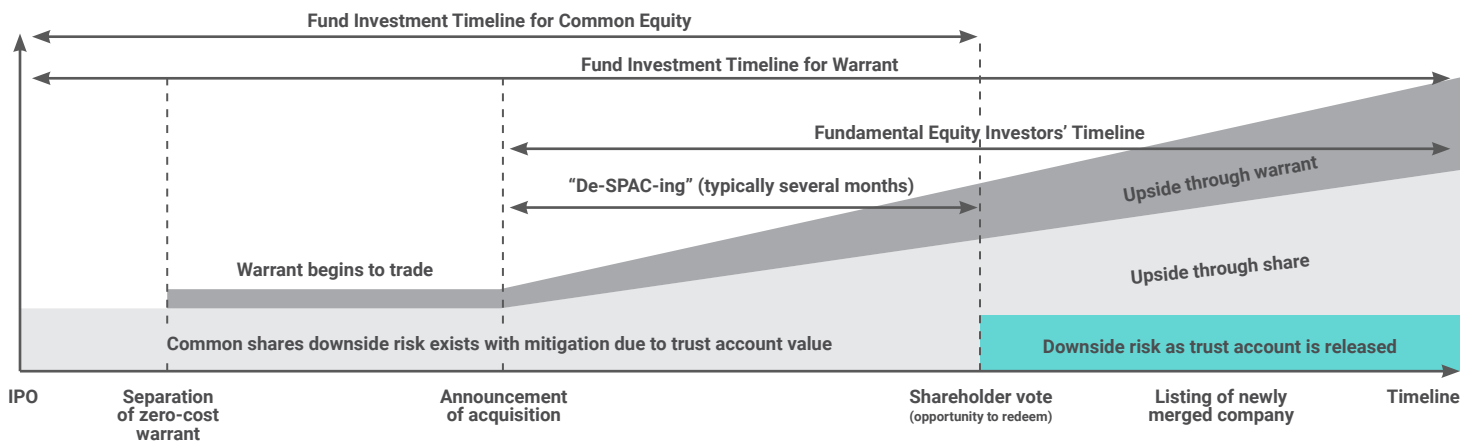 Fund Investment Timeline for Common Equity
Fund Investment Timeline for Warrant
Fundamental Equity Investors’ Timeline
“De-SPAC-ing” (typically several months)
Upside through warrant
Warrant begins to trade
Upside through share
Common shares downside risk exists with mitigation due to trust account value
Downside risk as trust account is released
IPO
Separation
of zero-cost
warrant
Announcement
of acquisition
Shareholder vote
(opportunity to redeem)
Listing of newly
merged company
Timeline